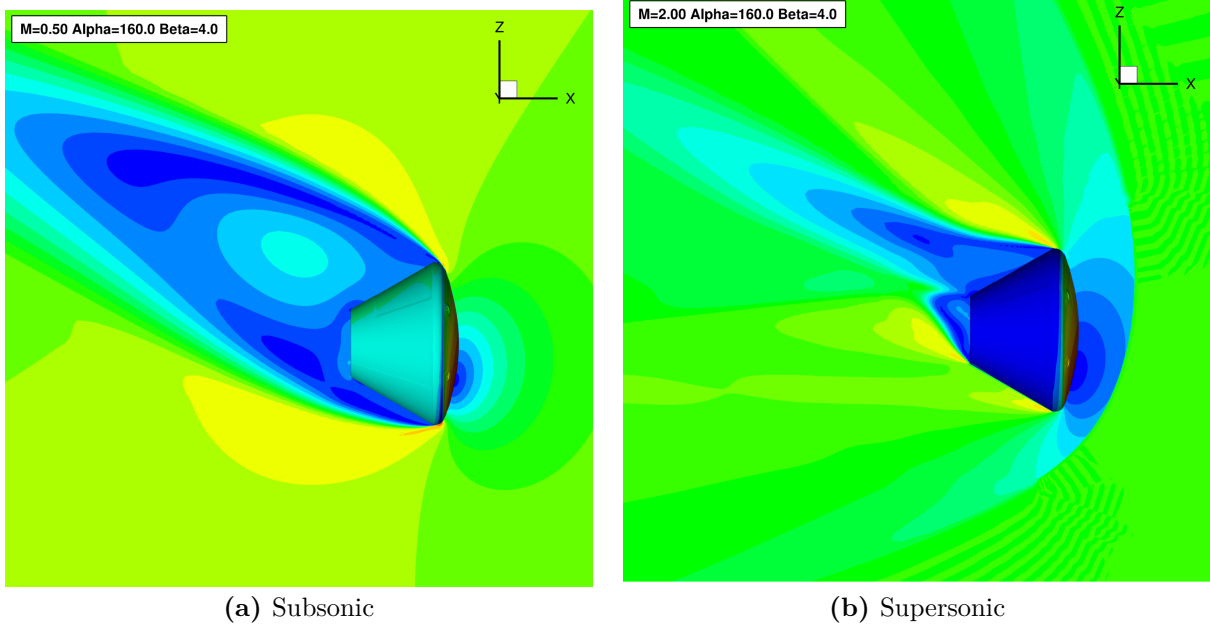 M=0.50 Alpha=160.0 Beta=4.0
Z
Y
X
M=2.00 Alpha=160.0 Beta=4.0
Z
Y
X
(a) Subsonic
(b) Supersonic